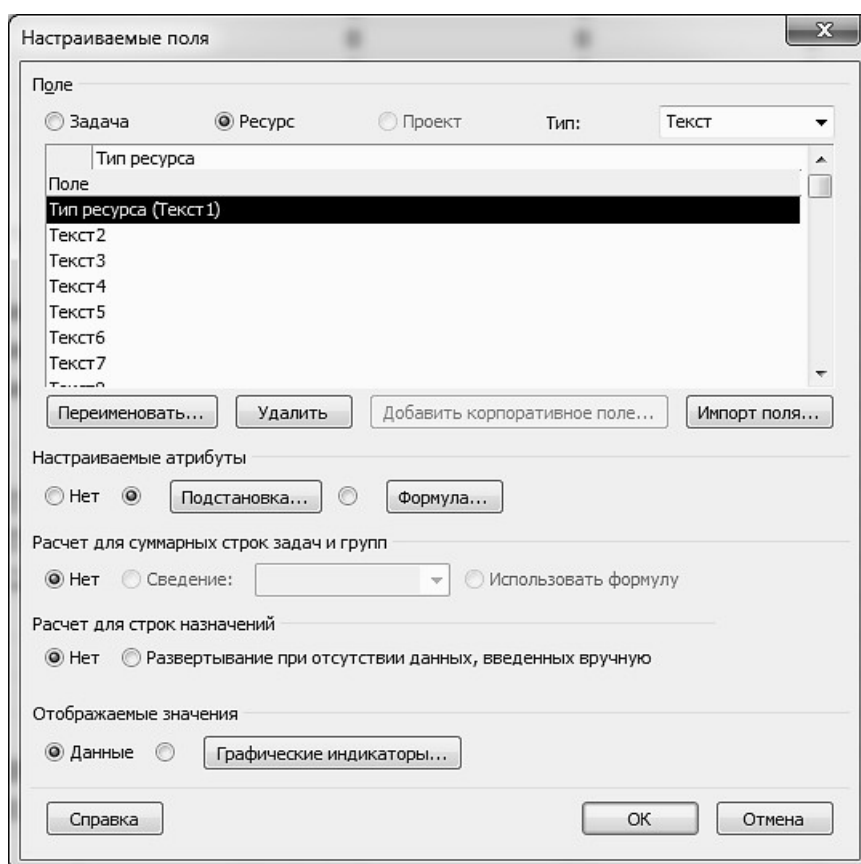 Настраиваемые поля
Поле
Задача Ресурс Проект Тип: Текст
Тип ресурса
Поле
Тип ресурса (Текст1)
Текст2
Текст3
Текст4
Текст5
Текст6
Текст7
Переименовать... Удалить Добавить корпоративное поле... Импорт поля...
Настраиваемые атрибуты
Нет Подстановка... Формула...
Расчет для суммарных строк задач и групп
Нет Сведение: Использовать формулу
Расчет для строк назначений
Нет Развертывание при отсутствии данных, введенных вручную
Отображаемые значения
Данные Графические индикаторы...
Справка ОК Отмена